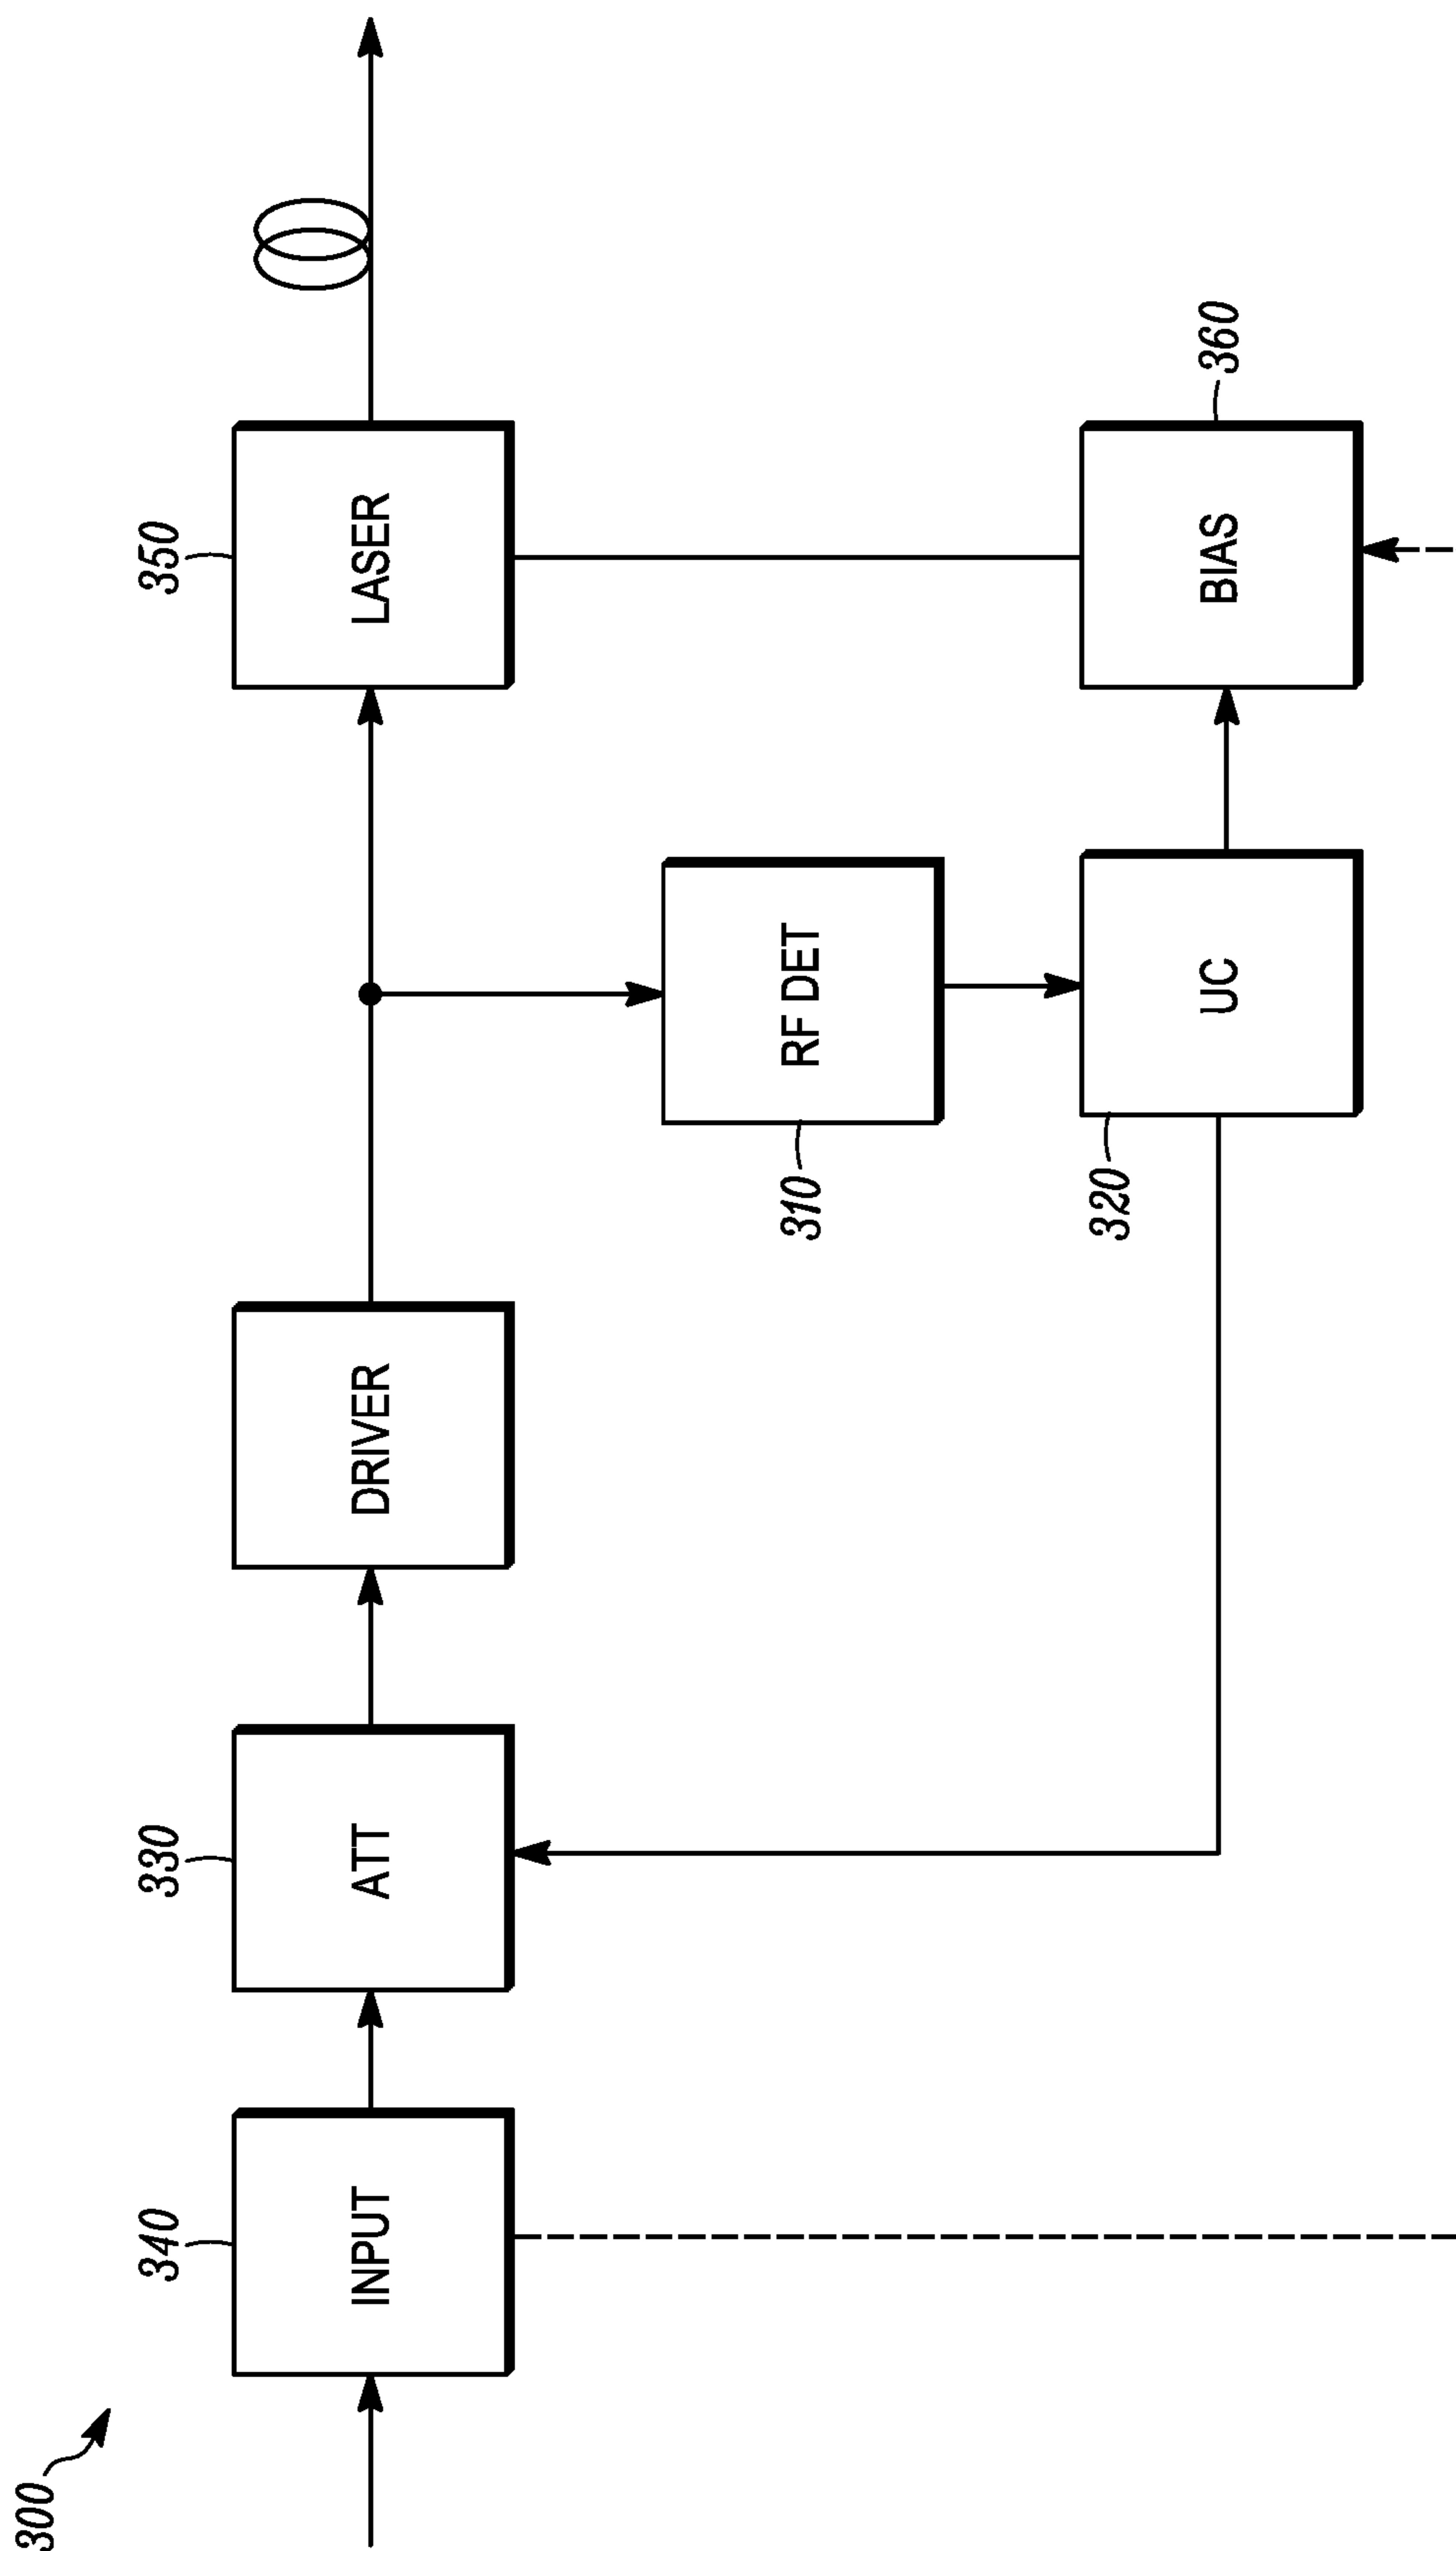 300
340
INPUT
330
ATT
DRIVER
350
LASER
310
RF DET
320
UC
360
BIAS